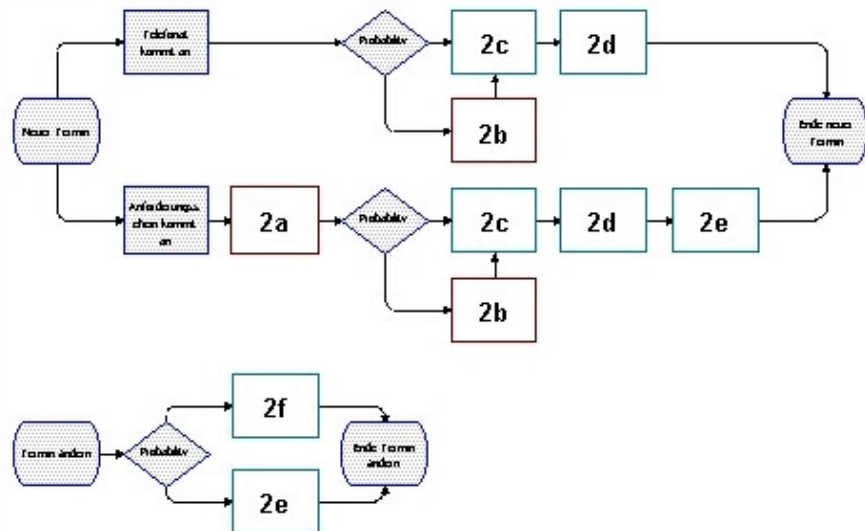 Telefonat
kommt an
Probability
2c
2d
2b
Neuer Termin
Ende neuer
Termin
Anforderungss
chein kommt
an
2a
Probability
2c
2d
2e
2b
2f
Termin ändern
Probability
Ende Termin
ändern
2e